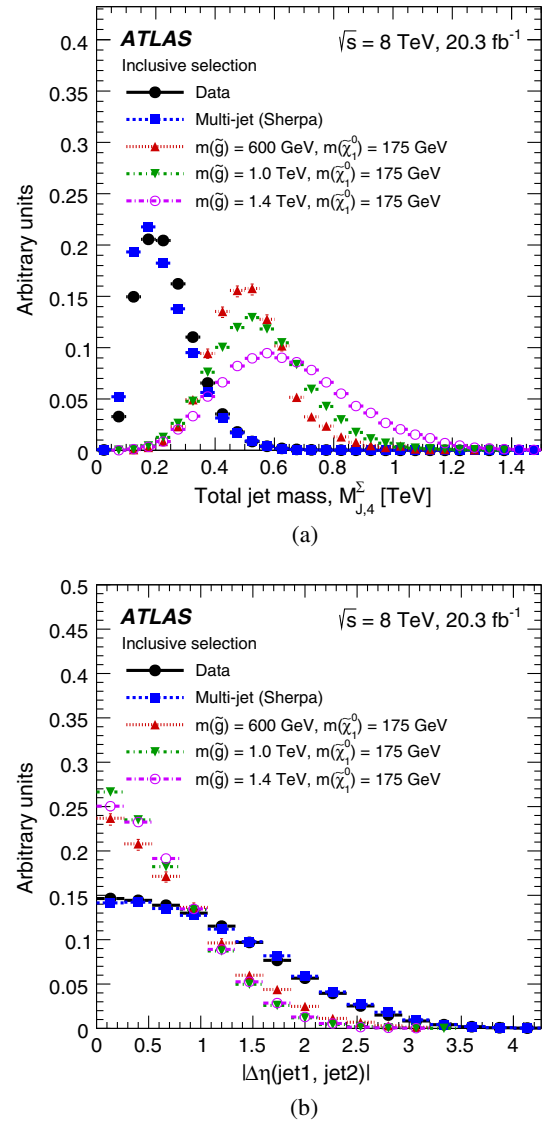 ATLAS
√s = 8 TeV, 20.3 fb⁻¹
Inclusive selection
Data
Multi-jet (Sherpa)
m(g̃) = 600 GeV, m(χ̃₁⁰) = 175 GeV
m(g̃) = 1.0 TeV, m(χ̃₁⁰) = 175 GeV
m(g̃) = 1.4 TeV, m(χ̃₁⁰) = 175 GeV
Arbitrary units
0.4
0.35
0.3
0.25
0.2
0.15
0.1
0.05
0
0 0.2 0.4 0.6 0.8 1 1.2 1.4
Total jet mass, M_{J,4}^Σ [TeV]
(a)
ATLAS
√s = 8 TeV, 20.3 fb⁻¹
Inclusive selection
Data
Multi-jet (Sherpa)
m(g̃) = 600 GeV, m(χ̃₁⁰) = 175 GeV
m(g̃) = 1.0 TeV, m(χ̃₁⁰) = 175 GeV
m(g̃) = 1.4 TeV, m(χ̃₁⁰) = 175 GeV
Arbitrary units
0.5
0.45
0.4
0.35
0.3
0.25
0.2
0.15
0.1
0.05
0
0 0.5 1 1.5 2 2.5 3 3.5 4
|Δη(jet1, jet2)|
(b)